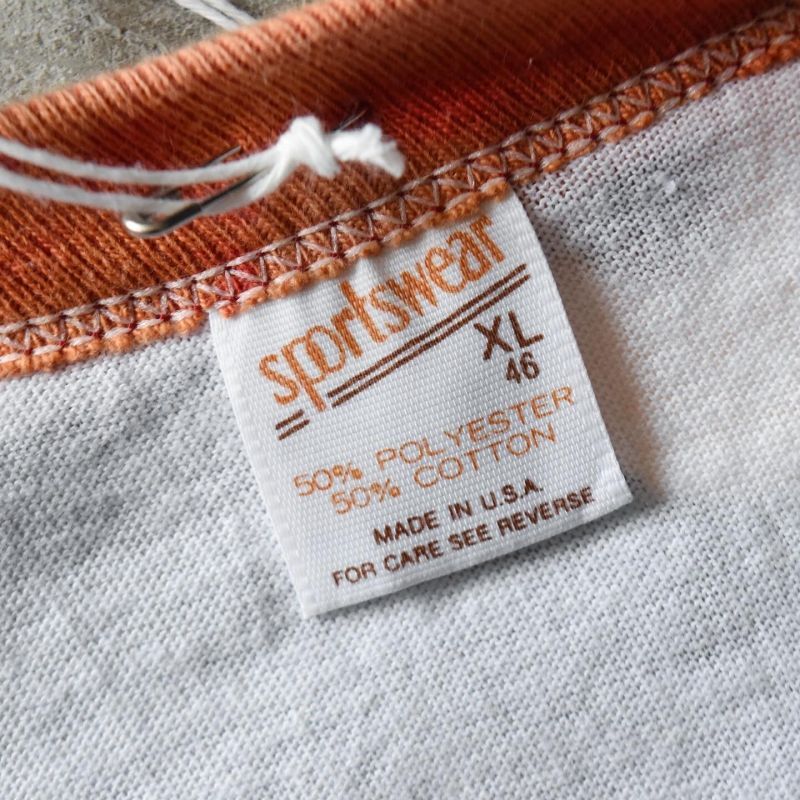 sportswear
XL
46
50% POLYESTER
50% COTTON
MADE IN U.S.A.
FOR CARE SEE REVERSE